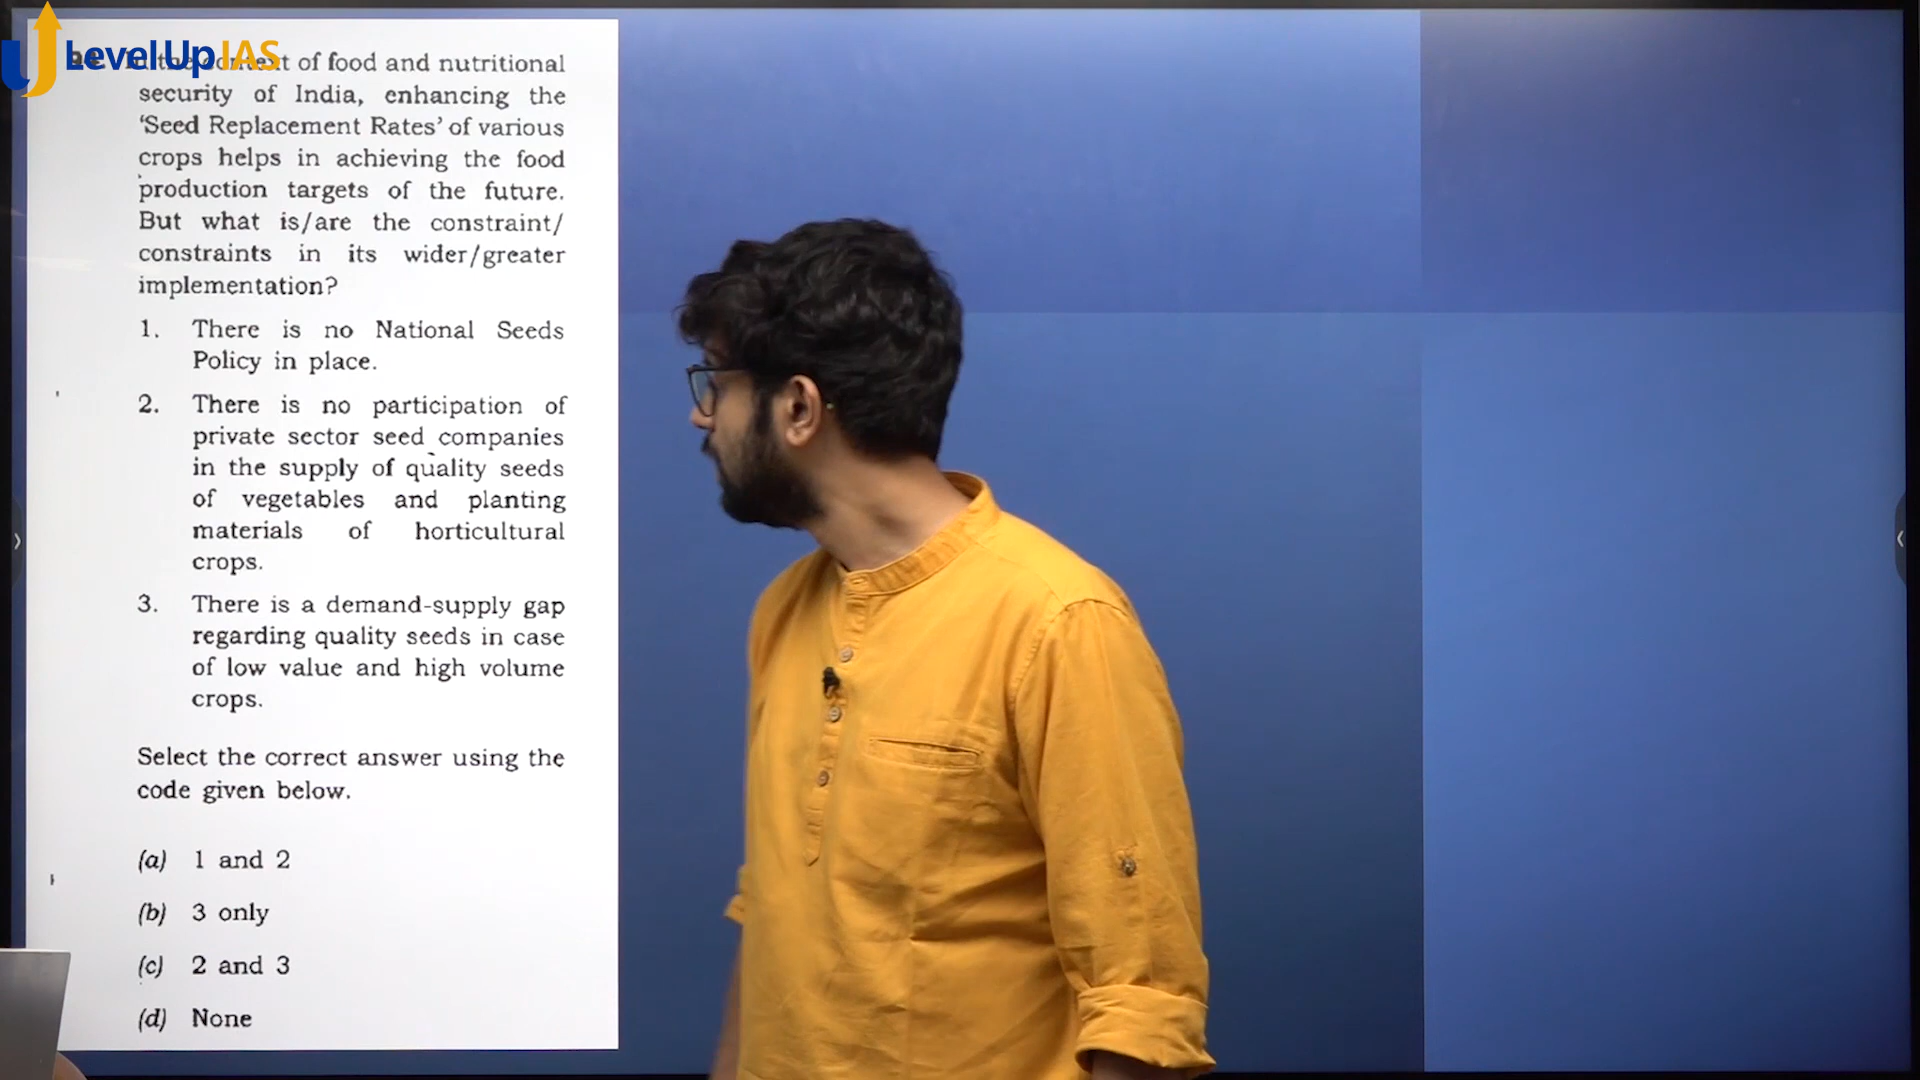 LevelUp IAS
context of food and nutritional
security of India, enhancing the
‘Seed Replacement Rates’ of various
crops helps in achieving the food
production targets of the future.
But what is/are the constraint/
constraints in its wider/greater
implementation?
1. There is no National Seeds
Policy in place.
2. There is no participation of
private sector seed companies
in the supply of quality seeds
of vegetables and planting
materials of horticultural
crops.
3. There is a demand-supply gap
regarding quality seeds in case
of low value and high volume
crops.
Select the correct answer using the
code given below.
(a) 1 and 2
(b) 3 only
(c) 2 and 3
(d) None